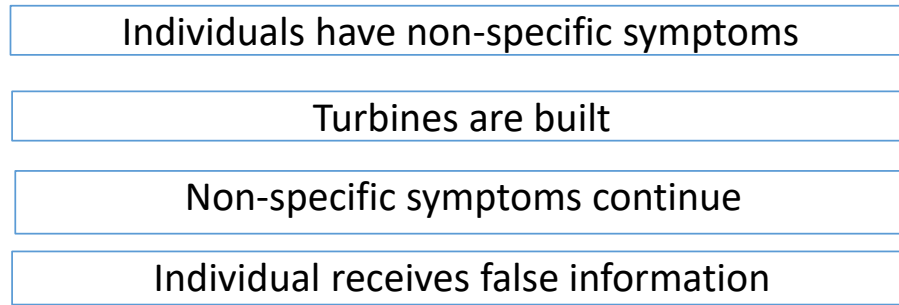 Individuals have non-specific symptoms
Turbines are built
Non-specific symptoms continue
Individual receives false information